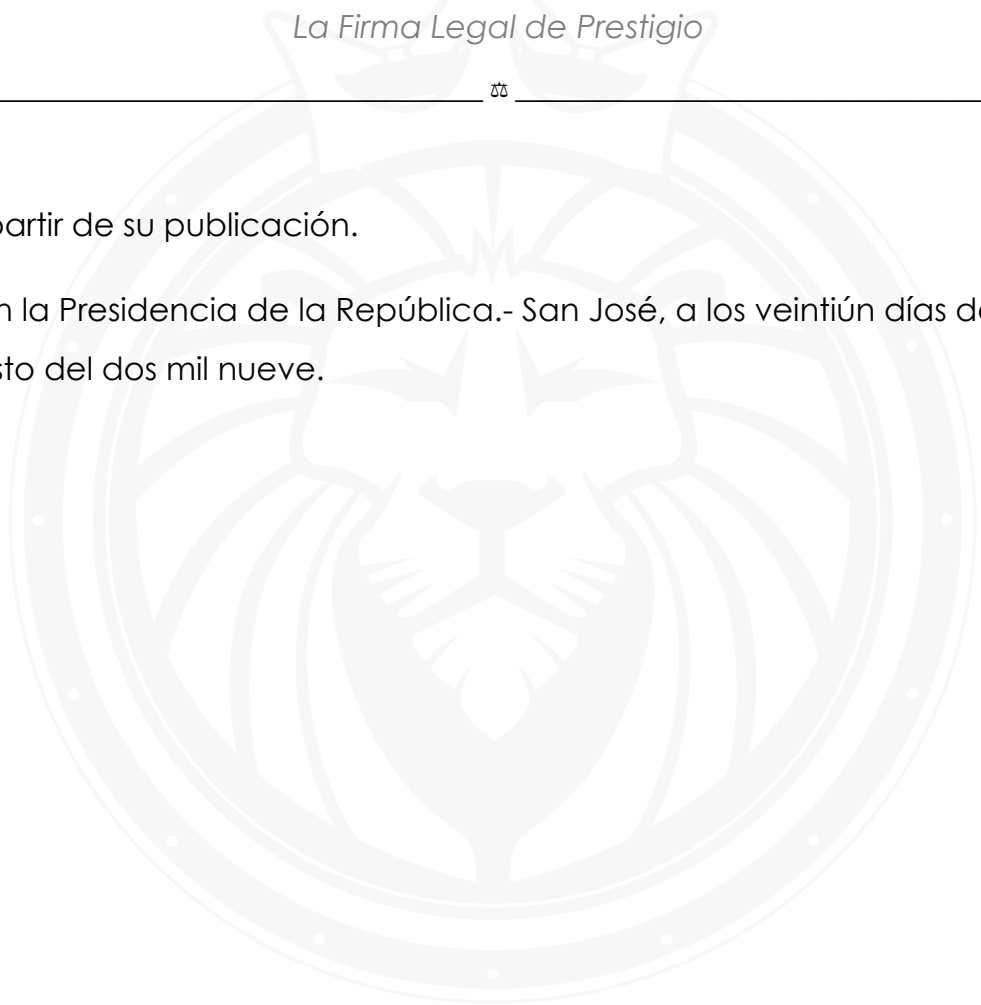 La Firma Legal de Prestigio
partir de su publicación.
la Presidencia de la República.- San José, a los veintiún días
sto del dos mil nueve.